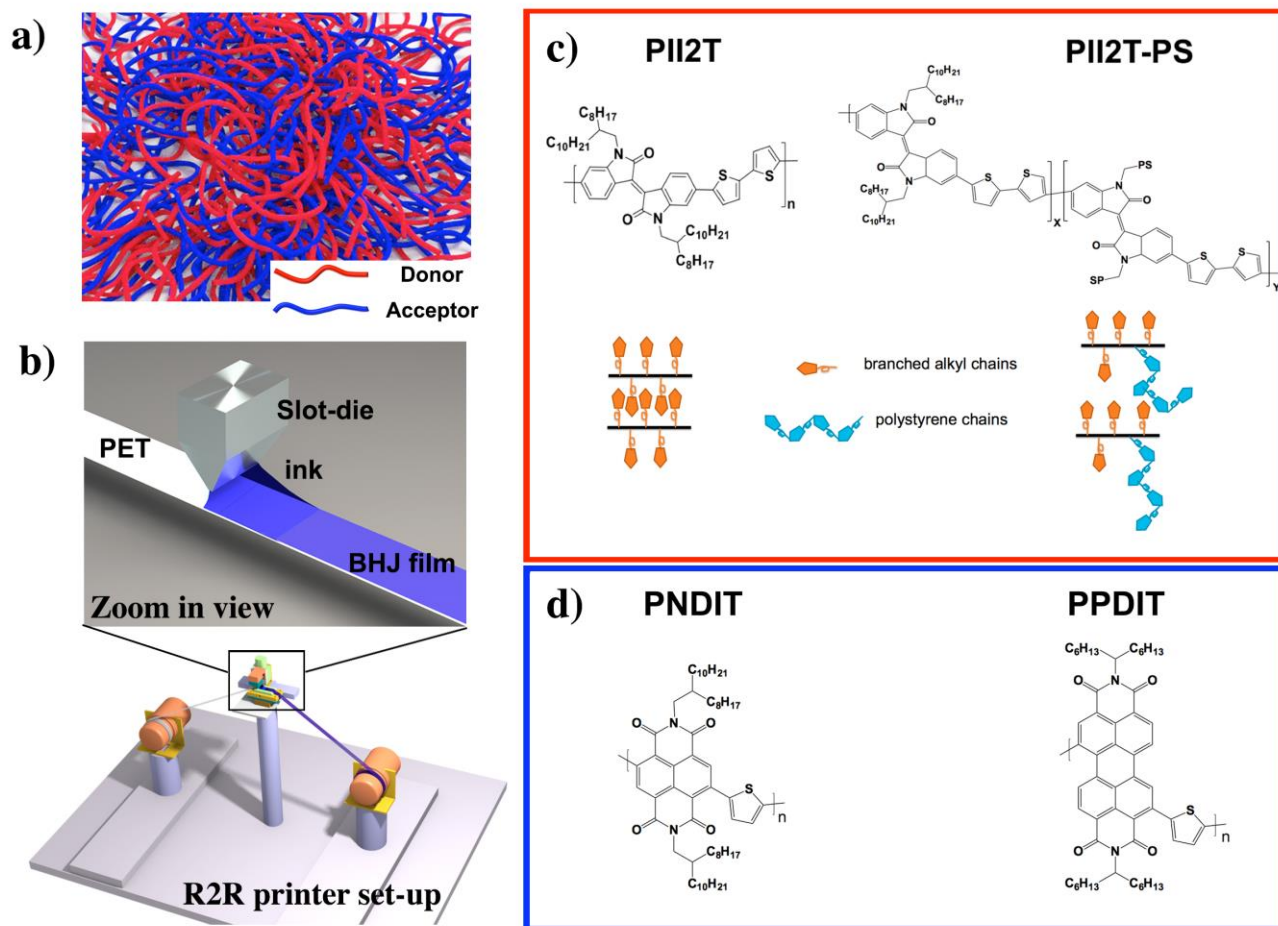 a)
Donor
Acceptor
b)
Slot-die
PET
ink
BHJ film
Zoom in view
R2R printer set-up
c)
PII2T
PII2T-PS
C8H17
C10H21
N
O
S
S
n
O
N
C10H21
C8H17
C10H21
C8H17
N
O
O
N
C8H17
C10H21
S
S
X
PS
N
O
O
N
SP
S
S
Y
branched alkyl chains
polystyrene chains
d)
PNDIT
PPDIT
C10H21
C8H17
O
N
O
S
n
O
N
O
C8H17
C10H21
C6H13
C6H13
O
N
O
S
n
O
N
O
C6H13
C6H13